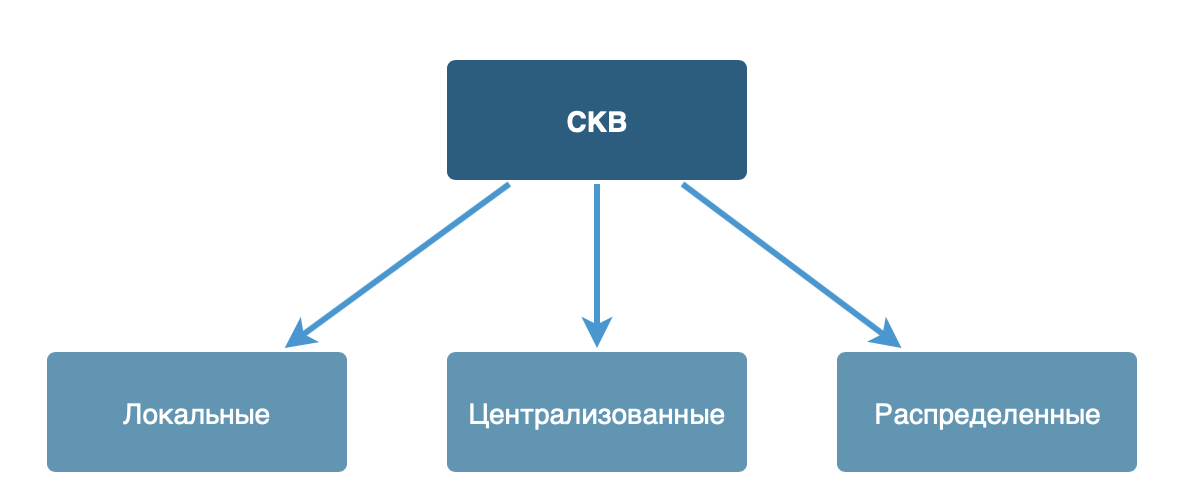 СКВ
Локальные
Централизованные
Распределенные